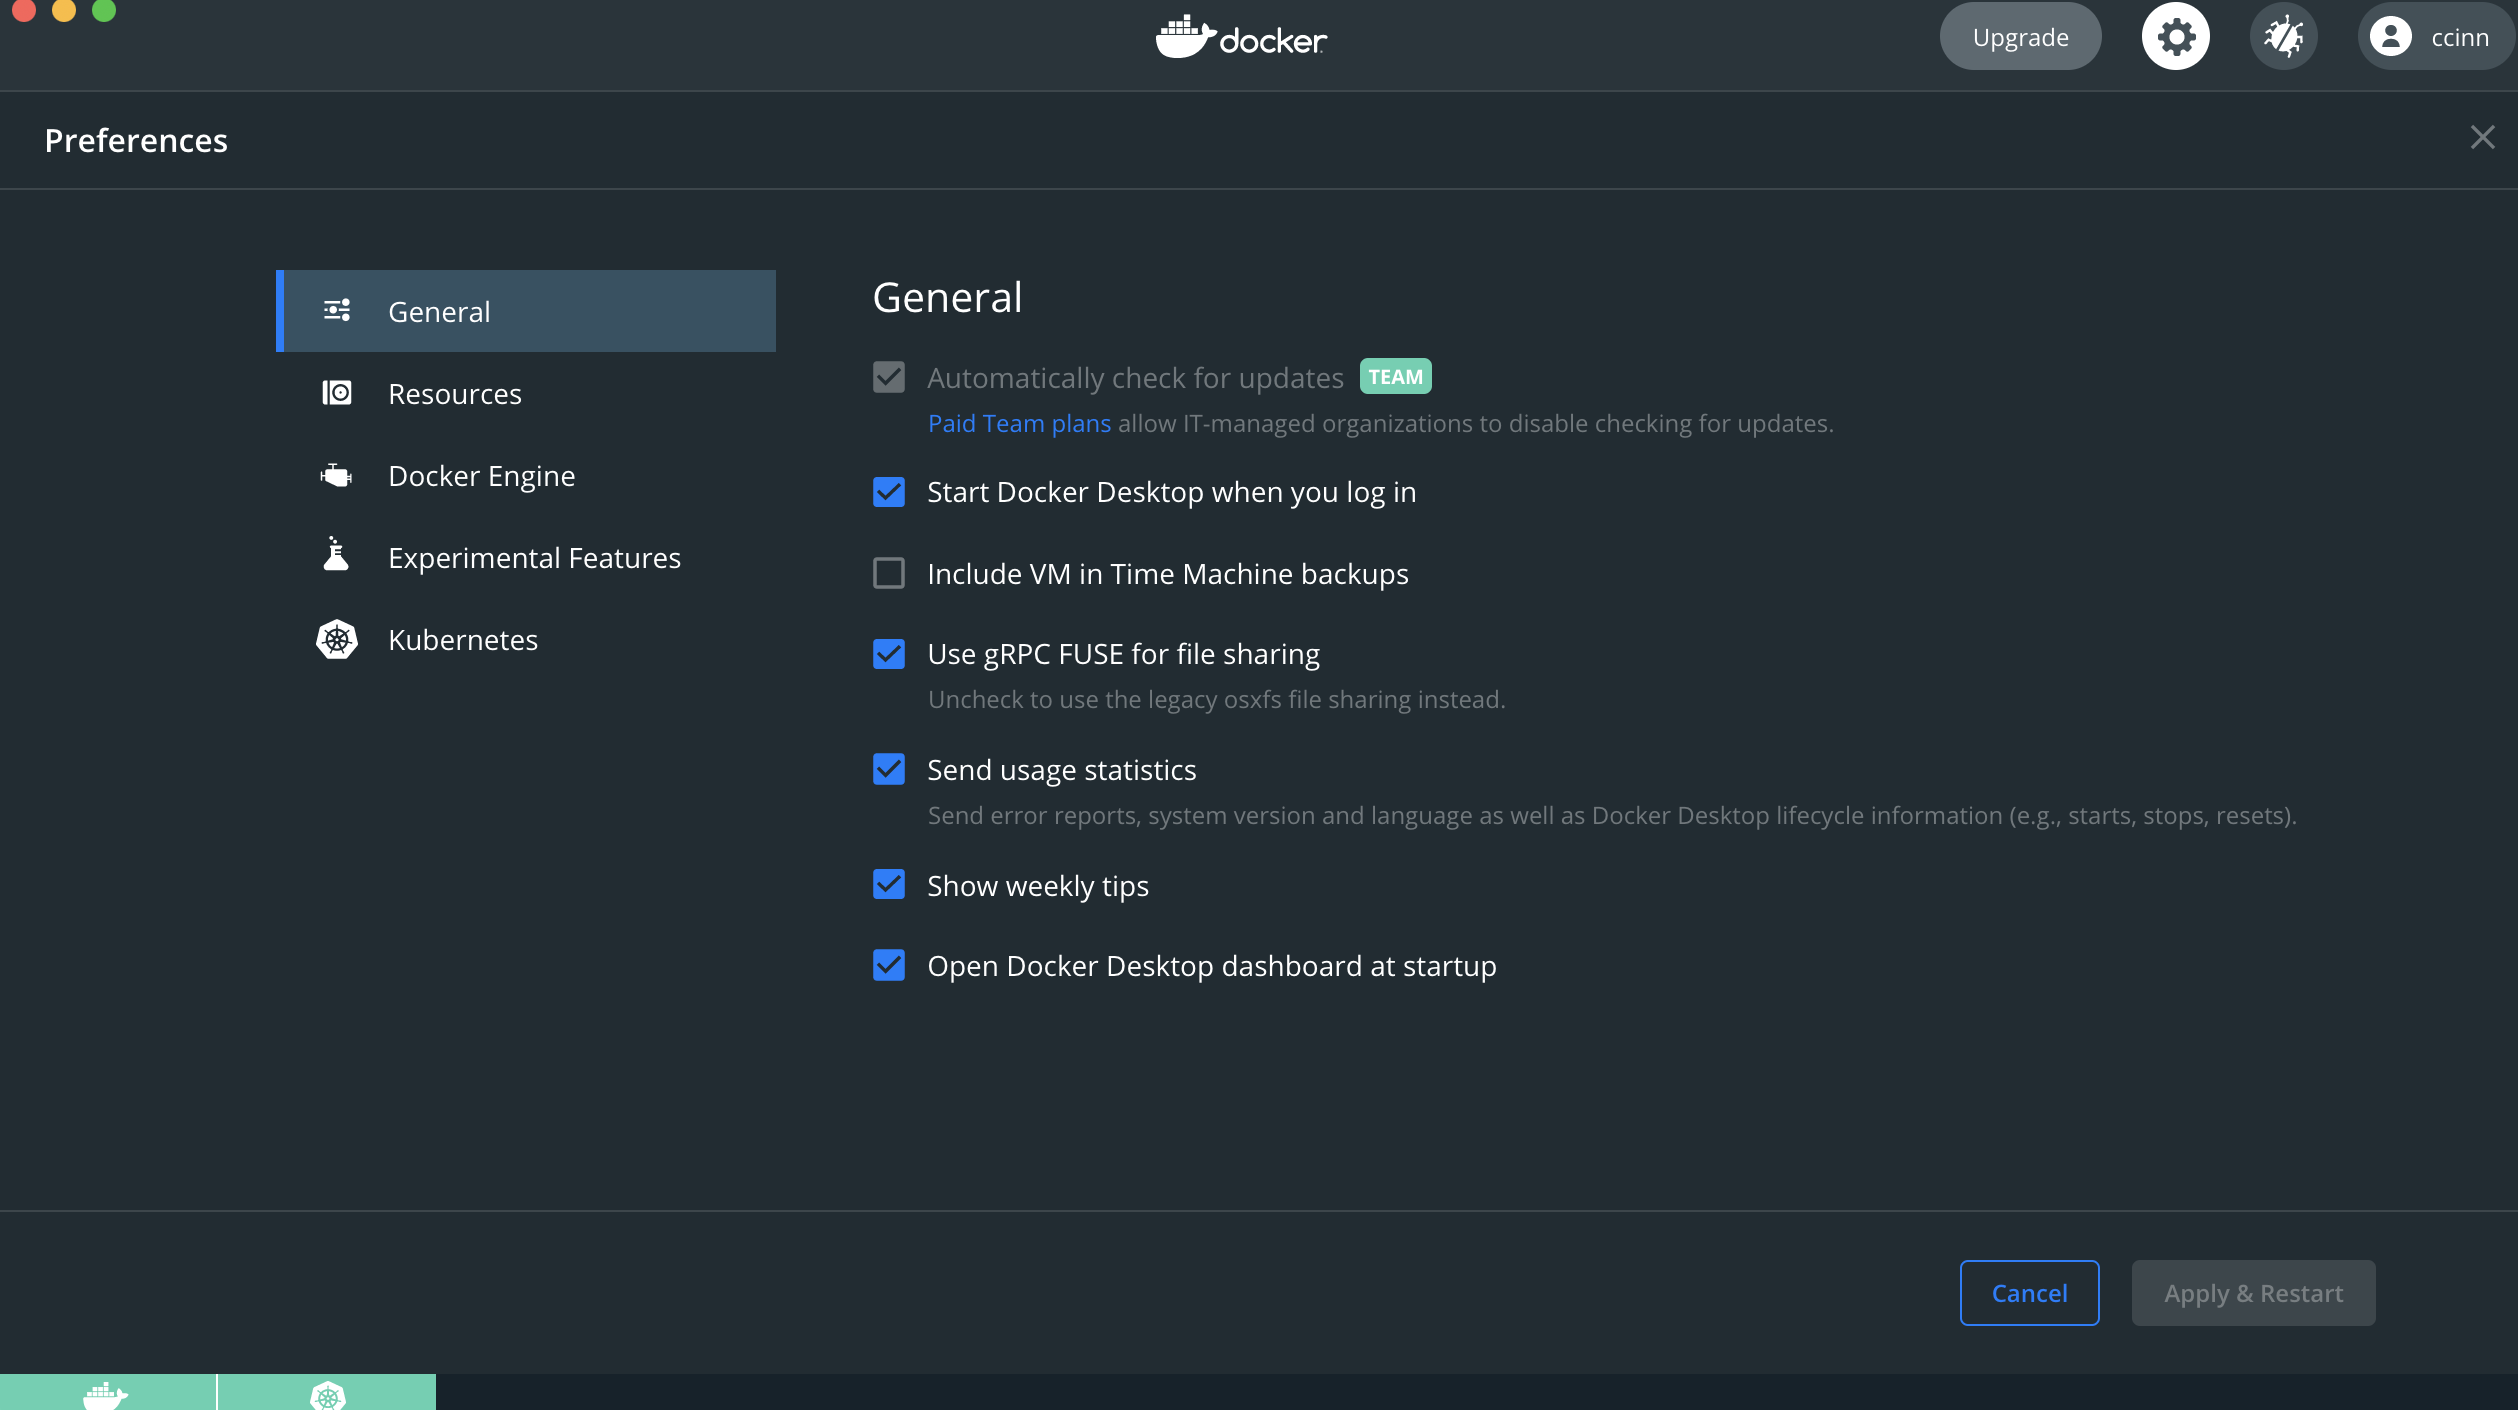 docker
Upgrade
ccinn
Preferences
General
Resources
Docker Engine
Experimental Features
Kubernetes
General
Automatically check for updates TEAM
Paid Team plans allow IT-managed organizations to disable checking for updates.
Start Docker Desktop when you log in
Include VM in Time Machine backups
Use gRPC FUSE for file sharing
Uncheck to use the legacy osxfs file sharing instead.
Send usage statistics
Send error reports, system version and language as well as Docker Desktop lifecycle information (e.g., starts, stops, resets).
Show weekly tips
Open Docker Desktop dashboard at startup
Cancel
Apply & Restart